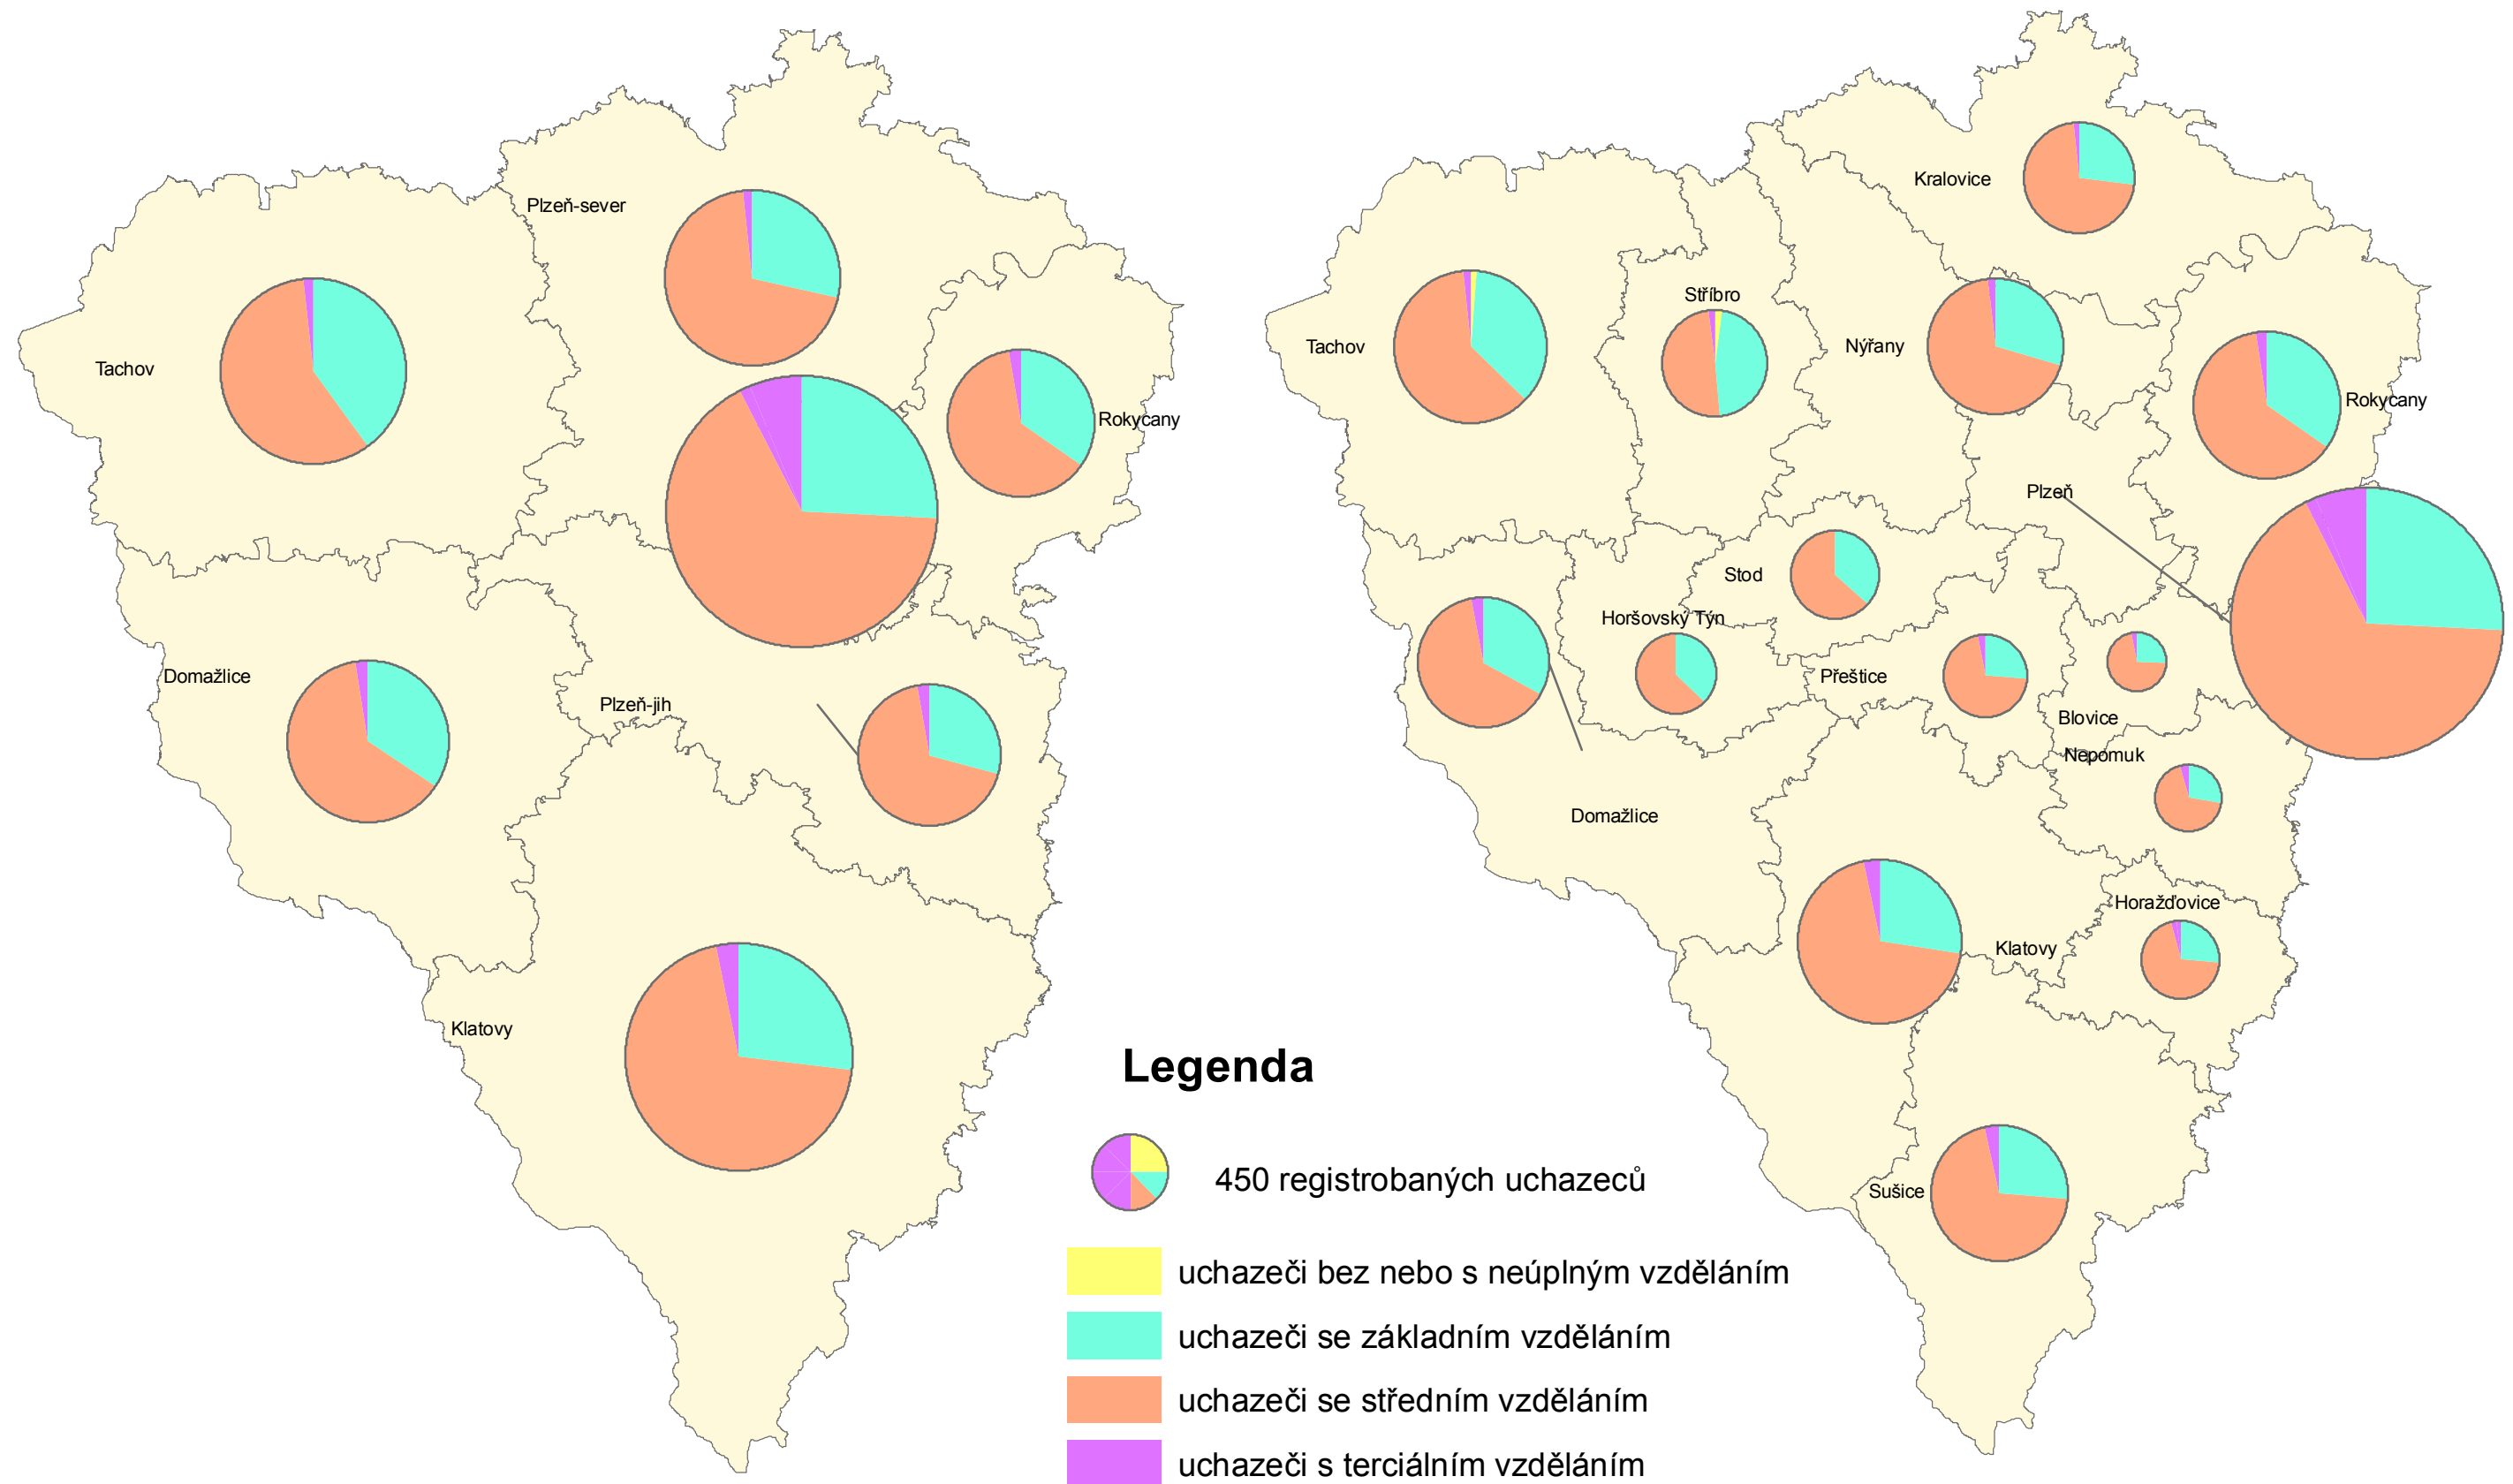 Plzeň-sever
Tachov
Rokycany
Domažlice
Plzeň-jih
Klatovy
Kralovice
Stříbro
Tachov
Nýřany
Rokycany
Plzeň
Stod
Horšovský Týn
Přeštice
Blovice
Nepomuk
Domažlice
Horažďovice
Klatovy
Sušice
Legenda
450 registrobaných uchazeců
uchazeči bez nebo s neúplným vzděláním
uchazeči se základním vzděláním
uchazeči se středním vzděláním
uchazeči s terciálním vzděláním